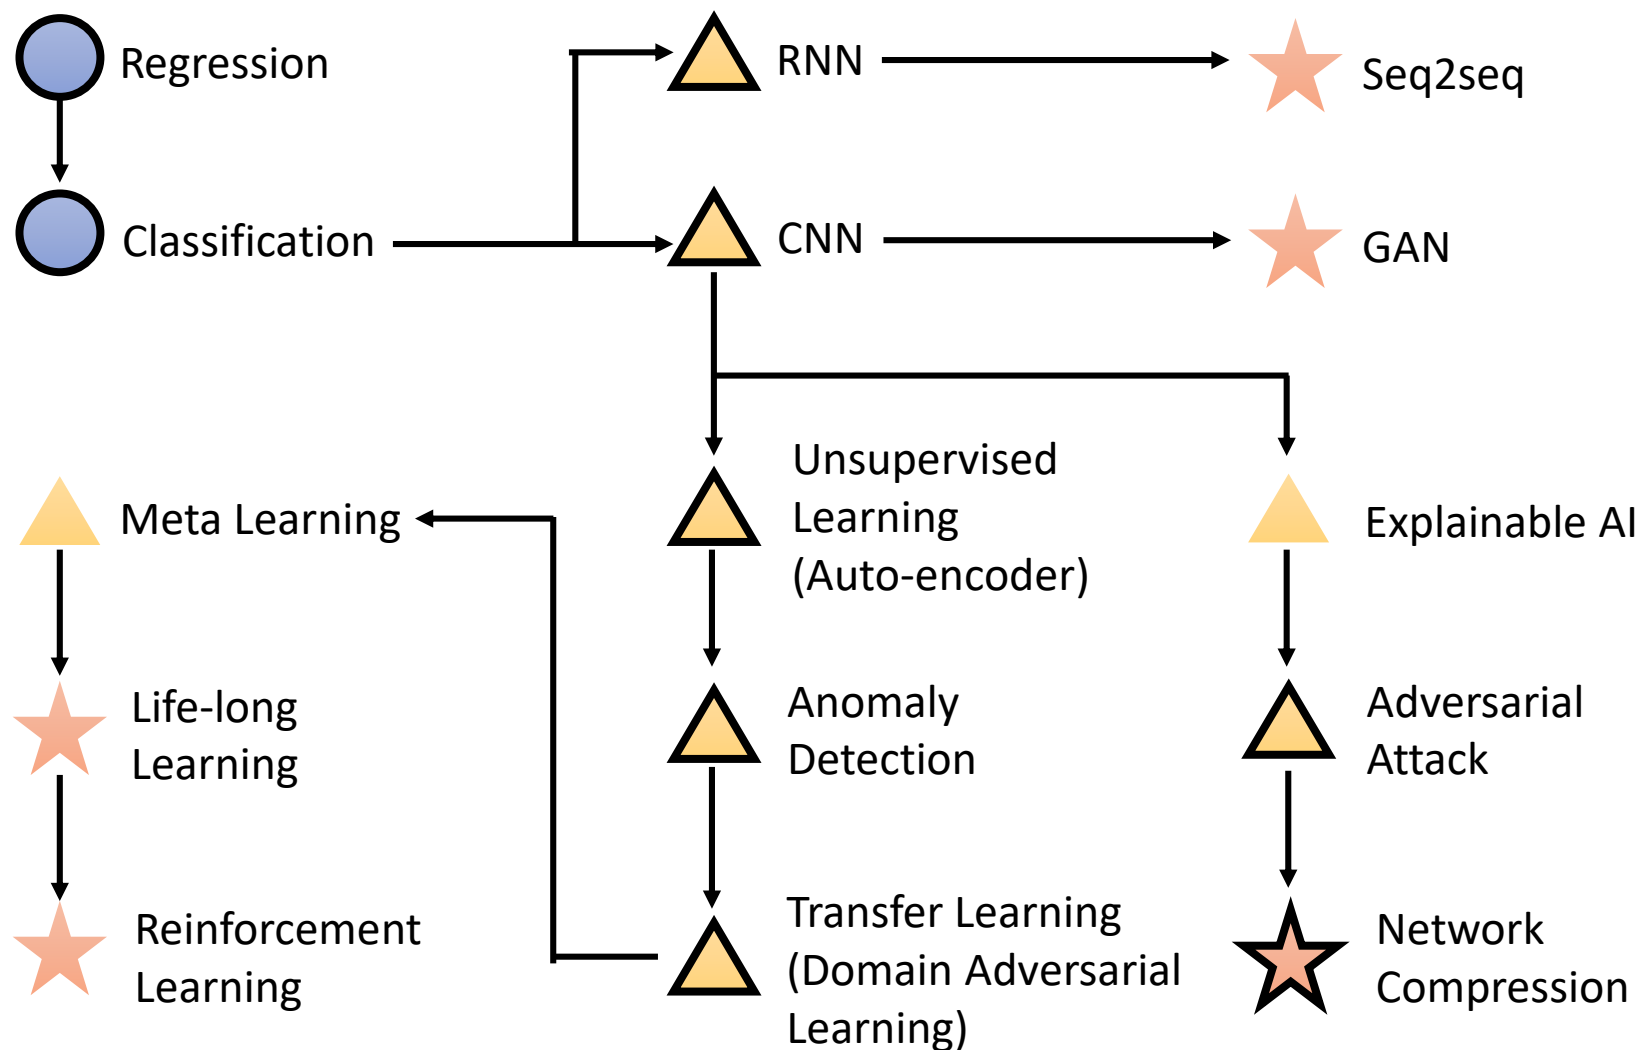 Regression
RNN
Seq2seq
Classification
CNN
GAN
Meta Learning
Unsupervised
Learning
(Auto-encoder)
Explainable AI
Life-long
Learning
Anomaly
Detection
Adversarial
Attack
Reinforcement
Learning
Transfer Learning
(Domain Adversarial
Learning)
Network
Compression